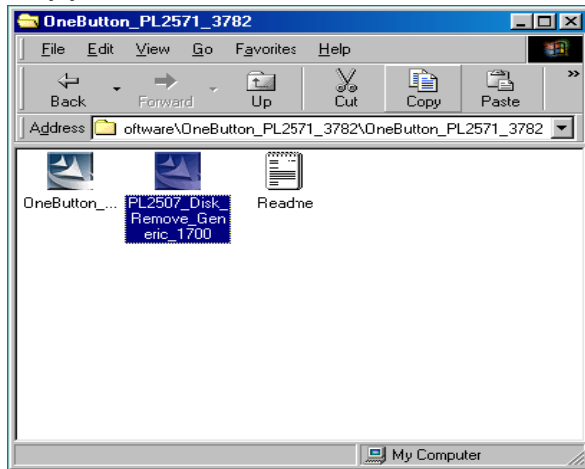 OneButton_PL2571_3782
File Edit View Go Favorites Help
»
Back Forward Up Cut Copy Paste
Address oftware\OneButton_PL2571_3782\OneButton_PL2571_3782
OneButton_... PL2507_Disk_ Readme
Remove_Gen
eric_1700
My Computer